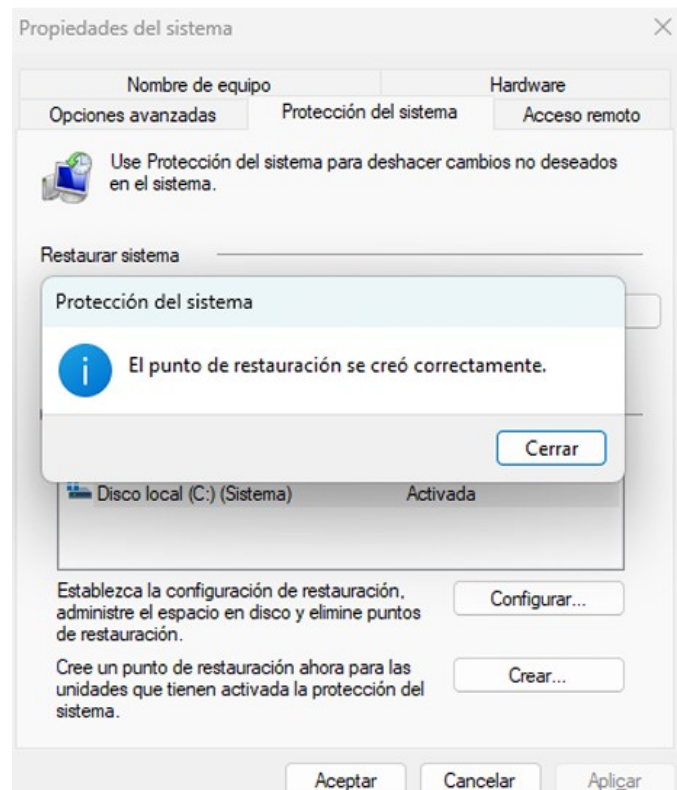 Propiedades del sistema
Nombre de equipo
Hardware
Opciones avanzadas
Protección del sistema
Acceso remoto
Use Protección del sistema para deshacer cambios no deseados
en el sistema.
Restaurar sistema
Protección del sistema
El punto de restauración se creó correctamente.
Cerrar
Disco local (C:) (Sistema)
Activada
Establezca la configuración de restauración,
administre el espacio en disco y elimine puntos
de restauración.
Configurar...
Cree un punto de restauración ahora para las
unidades que tienen activada la protección del
sistema.
Crear...
Aceptar
Cancelar
Aplicar